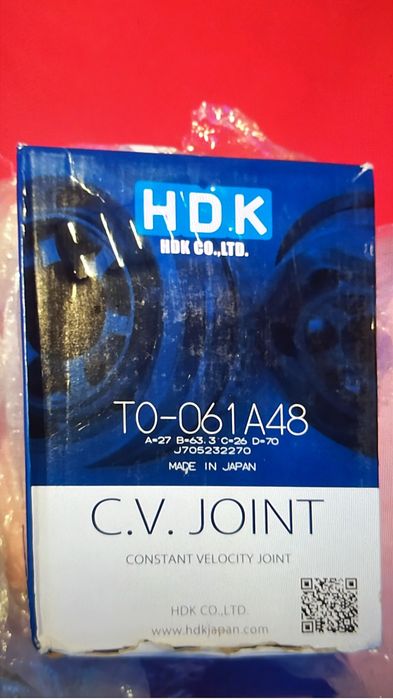 HDK
HDK CO.,LTD.
TO-061A48
A=27 B=63.3 C=26 D=70
J705232270
MADE IN JAPAN
C.V. JOINT
CONSTANT VELOCITY JOINT
HDK CO.,LTD.
www.hdkjapan.com